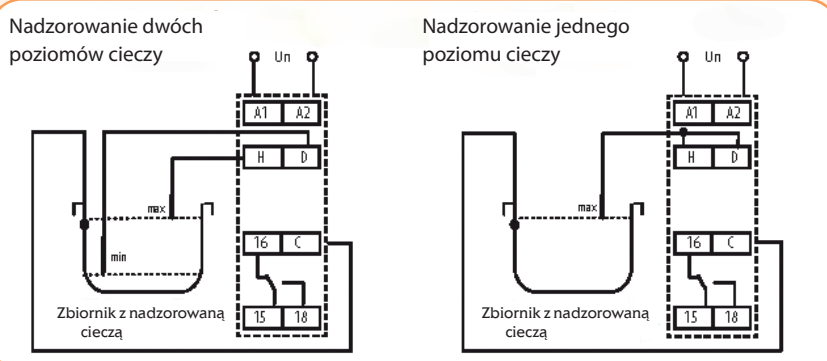 Nadzorowanie dwóch
poziomów cieczy
Un
A1 A2
H D
max
min
16 C
15 18
Zbiornik z nadzorowaną
cieczą
Nadzorowanie jednego
poziomu cieczy
Un
A1 A2
H D
max
16 C
15 18
Zbiornik z nadzorowaną
cieczą